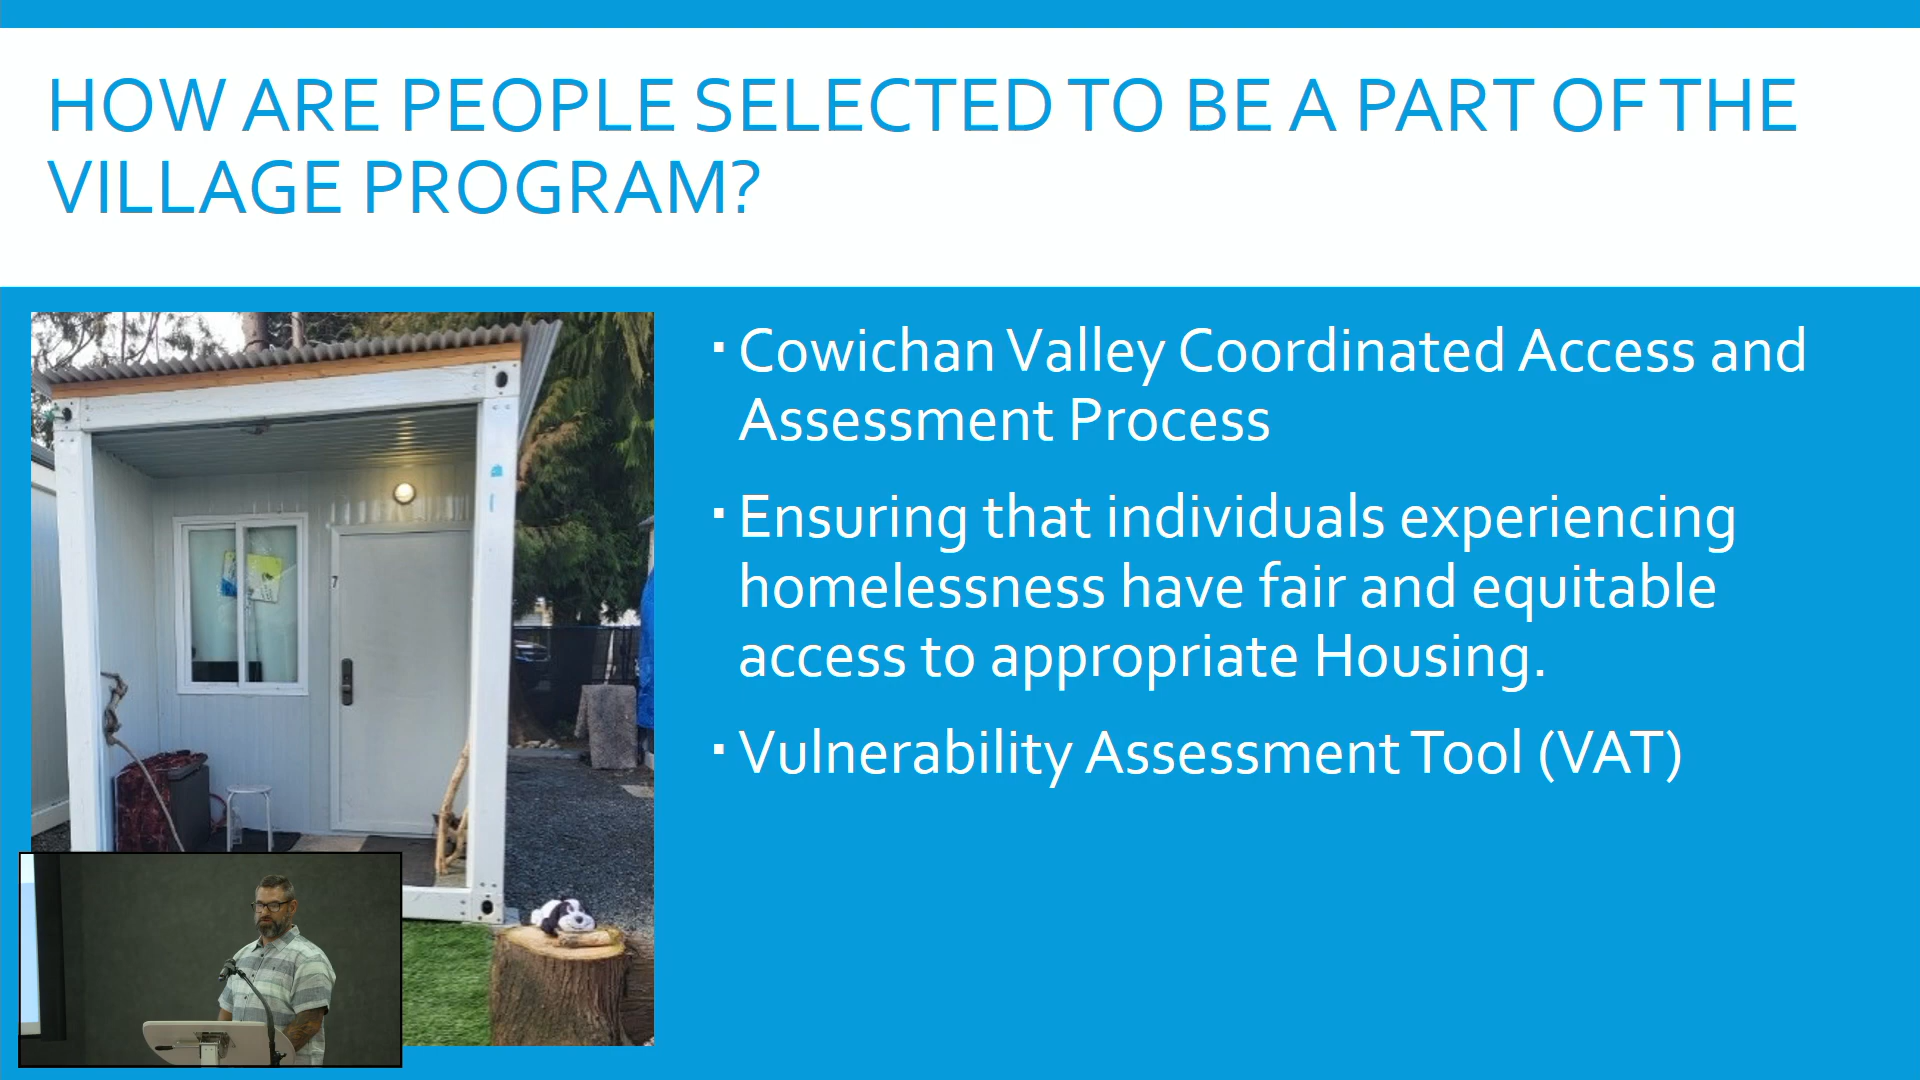 HOW ARE PEOPLE SELECTED TO BE A PART OF THE
VILLAGE PROGRAM?
7
▪ Cowichan Valley Coordinated Access and
Assessment Process
▪ Ensuring that individuals experiencing
homelessness have fair and equitable
access to appropriate Housing.
▪ Vulnerability Assessment Tool (VAT)